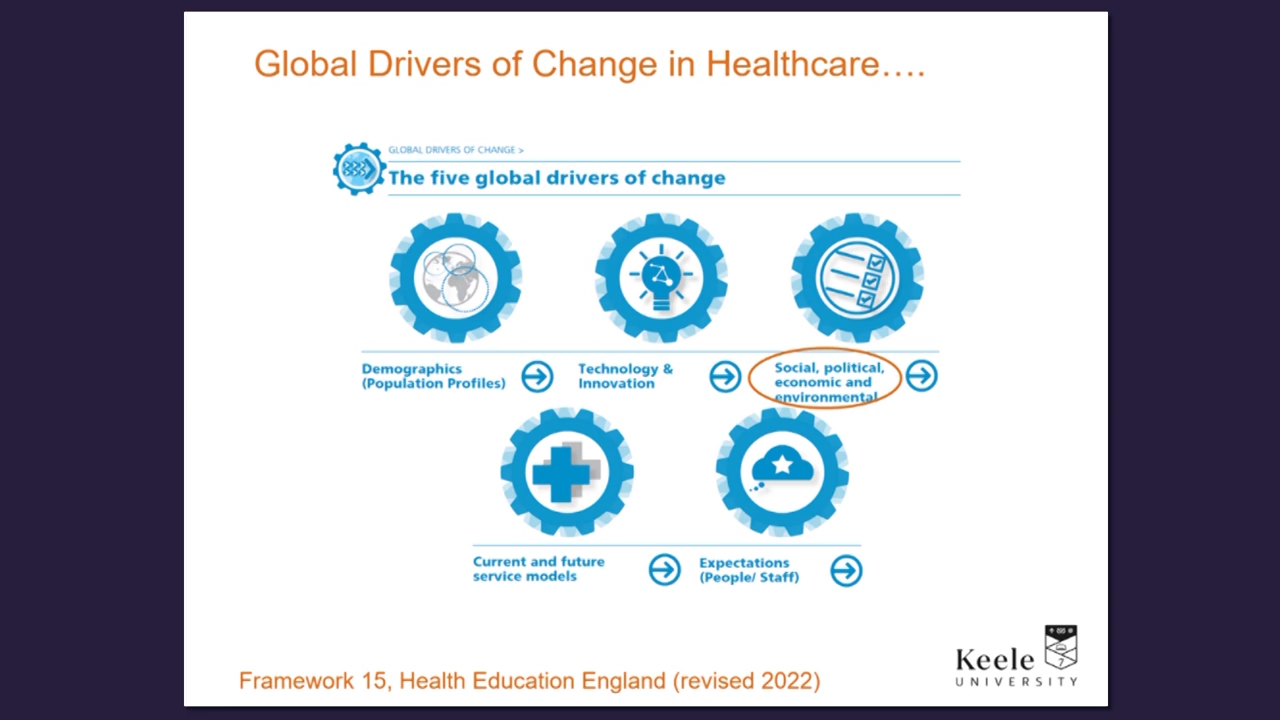 Global Drivers of Change in Healthcare….
GLOBAL DRIVERS OF CHANGE >
The five global drivers of change
Demographics
(Population Profiles)
Technology &
Innovation
Social, political,
economic and
environmental
Current and future
service models
Expectations
(People/ Staff)
Framework 15, Health Education England (revised 2022)
Keele
UNIVERSITY